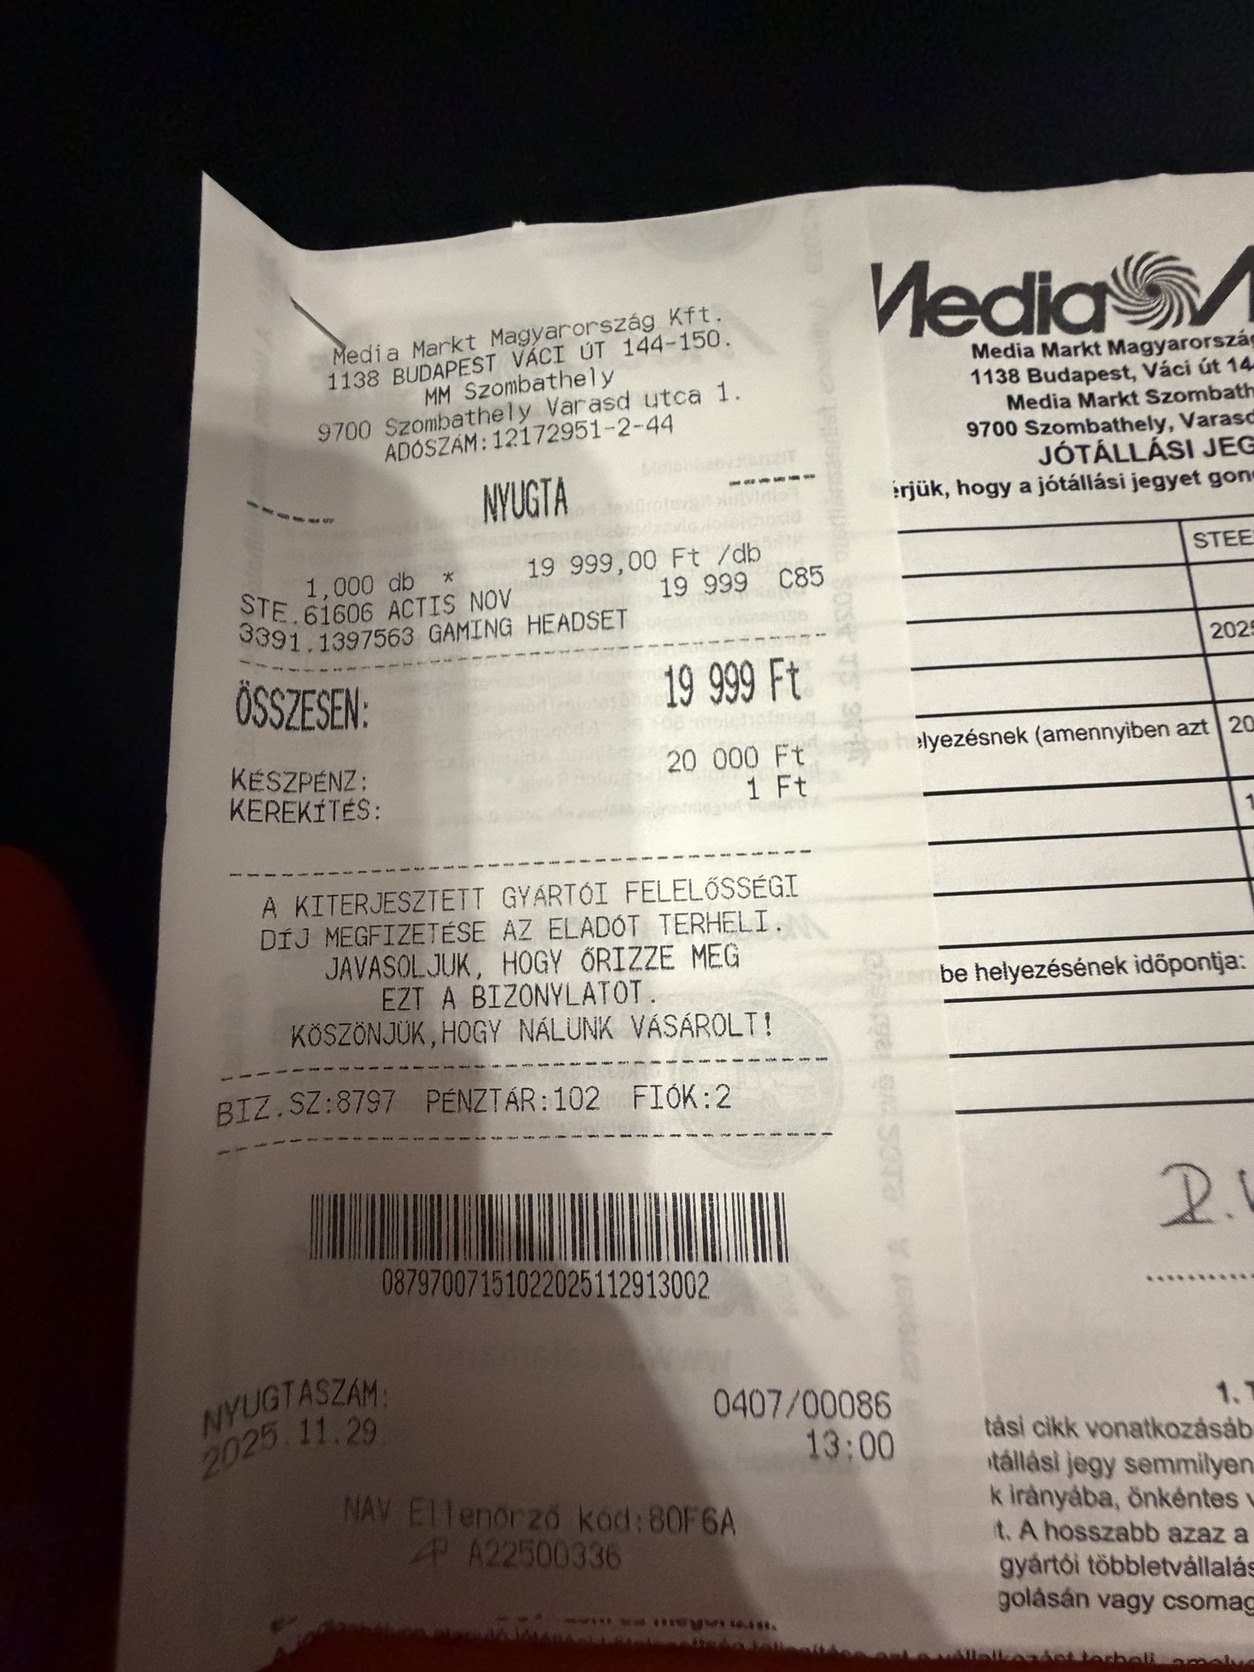 Media Markt Magyarország Kft.
1138 BUDAPEST VÁCI ÚT 144-150.
MM Szombathely
9700 Szombathely Varasd utca 1.
ADÓSZÁM:12172951-2-44
NYUGTA
1,000 db * 19 999,00 Ft /db
STE.61606 ACTIS NOV 19 999 C85
3391.1397563 GAMING HEADSET
ÖSSZESEN: 19 999 Ft
KÉSZPÉNZ: 20 000 Ft
KEREKÍTÉS: 1 Ft
A KITERJESZTETT GYÁRTÓI FELELŐSSÉGI
DÍJ MEGFIZETÉSE AZ ELADÓT TERHELI.
JAVASOLJUK, HOGY ŐRIZZE MEG
EZT A BIZONYLATOT.
KÖSZÖNJÜK,HOGY NÁLUNK VÁSÁROLT!
BIZ.SZ:8797 PÉNZTÁR:102 FIÓK:2
0879700715102202511291300​2
NYUGTASZÁM: 0407/00086
2025.11.29 13:00
NAV Ellenőrző kód:80F6A
AP A22500336
Media
Media Markt Magyarország
1138 Budapest, Váci út 14
Media Markt Szombath
9700 Szombathely, Varasd
JÓTÁLLÁSI JEG
érjük, hogy a jótállási jegyet gon
STEE
2025
elyezésnek (amennyiben azt 20
1
be helyezésének időpontja:
1. T
tási cikk vonatkozásáb
tállási jegy semmilyen
k irányába, önkéntes v
t. A hosszabb azaz a
gyártói többletvállalás
golásán vagy csomag